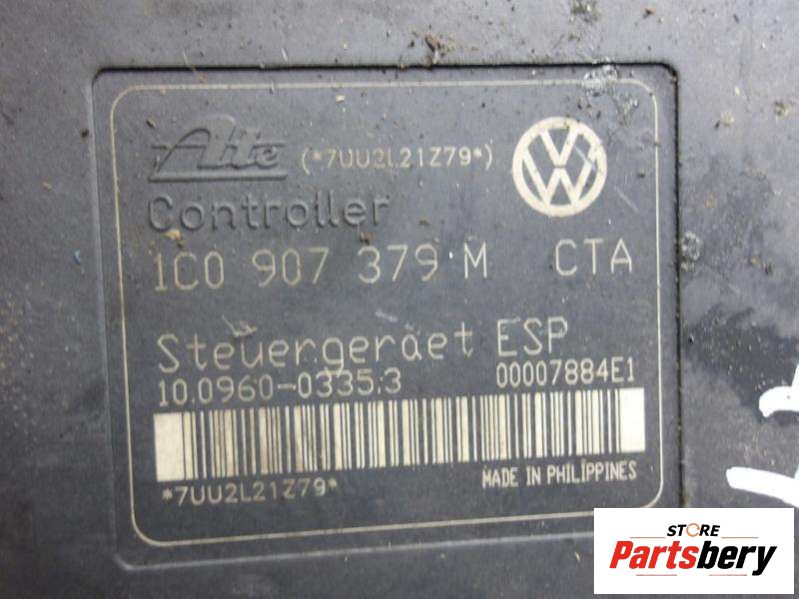 Ate (*7UU2L21Z79*)
Controller
1C0 907 379 M CTA
Steuergeraet ESP
10.0960-0335.3 00007884E1
*7UU2L21Z79* MADE IN PHILIPPINES
STORE
Partsbery